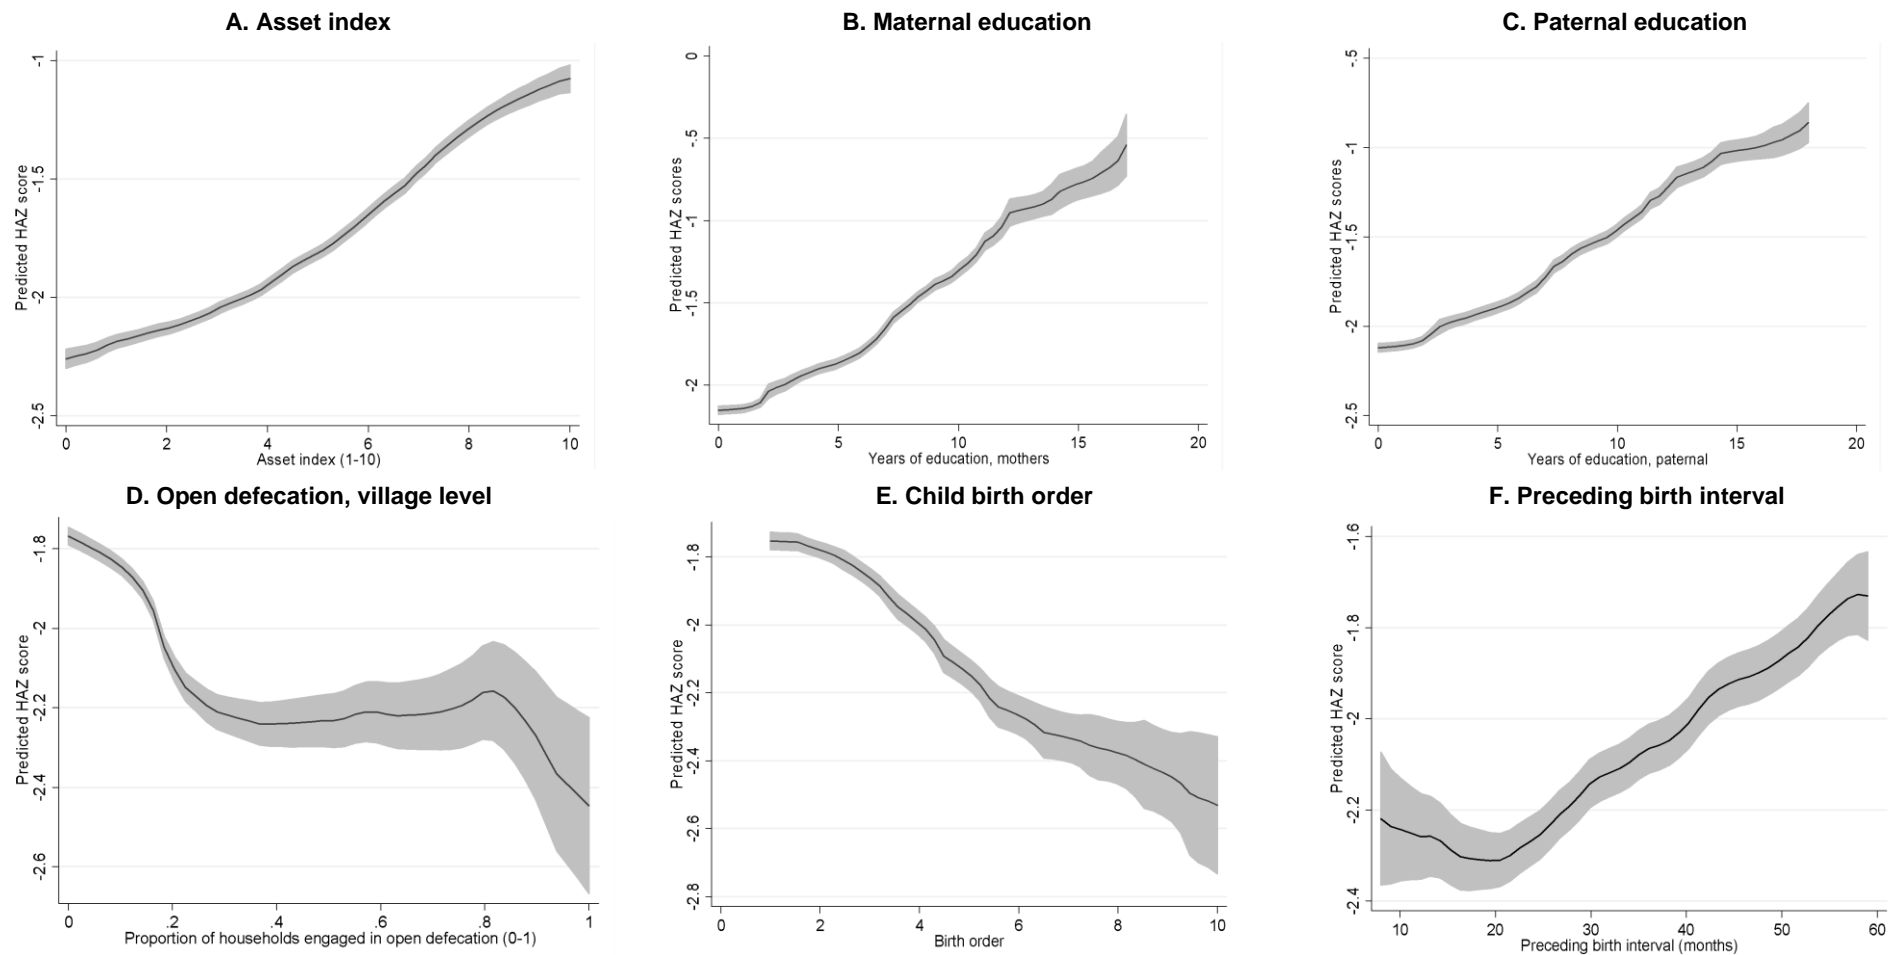 A. Asset index
-1
-1.5
-2
-2.5
Predicted HAZ score
0 2 4 6 8 10
Asset index (1-10)
B. Maternal education
0
-.5
-1
-1.5
-2
Predicted HAZ scores
0 5 10 15 20
Years of education, mothers
C. Paternal education
-.5
-1
-1.5
-2
-2.5
Predicted HAZ scores
0 5 10 15 20
Years of education, paternal
D. Open defecation, village level
-1.8
-2
-2.2
-2.4
-2.6
Predicted HAZ score
0 .2 .4 .6 .8 1
Proportion of households engaged in open defecation (0-1)
E. Child birth order
-1.8
-2
-2.2
-2.4
-2.6
-2.8
Predicted HAZ score
0 2 4 6 8 10
Birth order
F. Preceding birth interval
-1.6
-1.8
-2
-2.2
-2.4
Predicted HAZ score
10 20 30 40 50 60
Preceding birth interval (months)